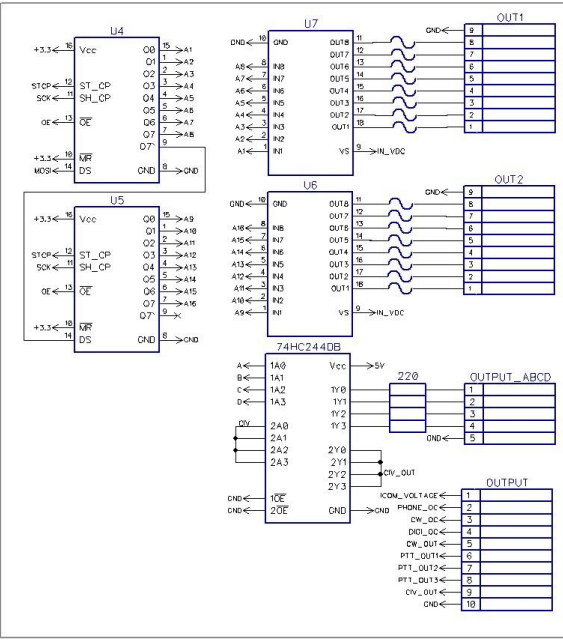 U4
+3.3 16 Vcc Q0 15 A1
Q1 1 A2
Q2 2 A3
STCP 12 ST_CP Q3 3 A4
SCK 11 SH_CP Q4 4 A5
Q5 5 A6
OE 13 OE Q6 6 A7
Q7 7 A8
Q7' 9
+3.3 10 MR
MOSI 14 DS GND 8 GND
U5
+3.3 16 Vcc Q0 15 A9
Q1 1 A10
Q2 2 A11
STCP 12 ST_CP Q3 3 A12
SCK 11 SH_CP Q4 4 A13
Q5 5 A14
OE 13 OE Q6 6 A15
Q7 7 A16
Q7' 9
+3.3 10 MR
14 DS GND 8 GND
U7
GND 10 GND OUT8 11
OUT7 12
A8 8 IN8 OUT6 13
A7 7 IN7 OUT5 14
A6 6 IN6 OUT4 15
A5 5 IN5 OUT3 16
A4 4 IN4 OUT2 17
A3 3 IN3 OUT1 18
A2 2 IN2
A1 1 IN1 VS 9 IN_VDC
OUT1
GND 9
8
7
6
5
4
3
2
1
U6
GND 10 GND OUT8 11
OUT7 12
A16 8 IN8 OUT6 13
A15 7 IN7 OUT5 14
A14 6 IN6 OUT4 15
A13 5 IN5 OUT3 16
A12 4 IN4 OUT2 17
A11 3 IN3 OUT1 18
A10 2 IN2
A9 1 IN1 VS 9 IN_VDC
OUT2
GND 9
8
7
6
5
4
3
2
1
74HC244DB
A 1A0 Vcc 5V
B 1A1
C 1A2 1Y0
D 1A3 1Y1
1Y2
CIV 2A0 1Y3
2A1
2A2 2Y0
2A3 2Y1
2Y2 CIV_OUT
2Y3
GND 1OE
GND 2OE GND GND
220
OUTPUT_ABCD
1
2
3
4
GND 5
OUTPUT
ICOM_VOLTAGE 1
PHONE_OC 2
CW_OC 3
DIGI_OC 4
CW_OUT 5
PTT_OUT1 6
PTT_OUT2 7
PTT_OUT3 8
CIV_OUT 9
GND 10